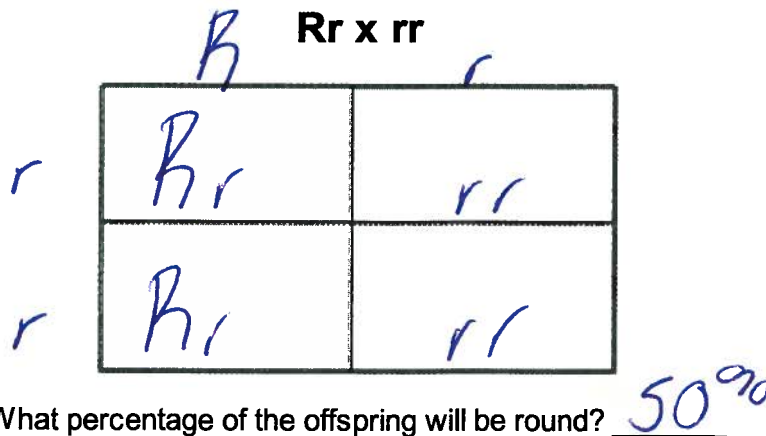 Rr x rr
R r
r Rr rr
r Rr rr
What percentage of the offspring will be round? 50%